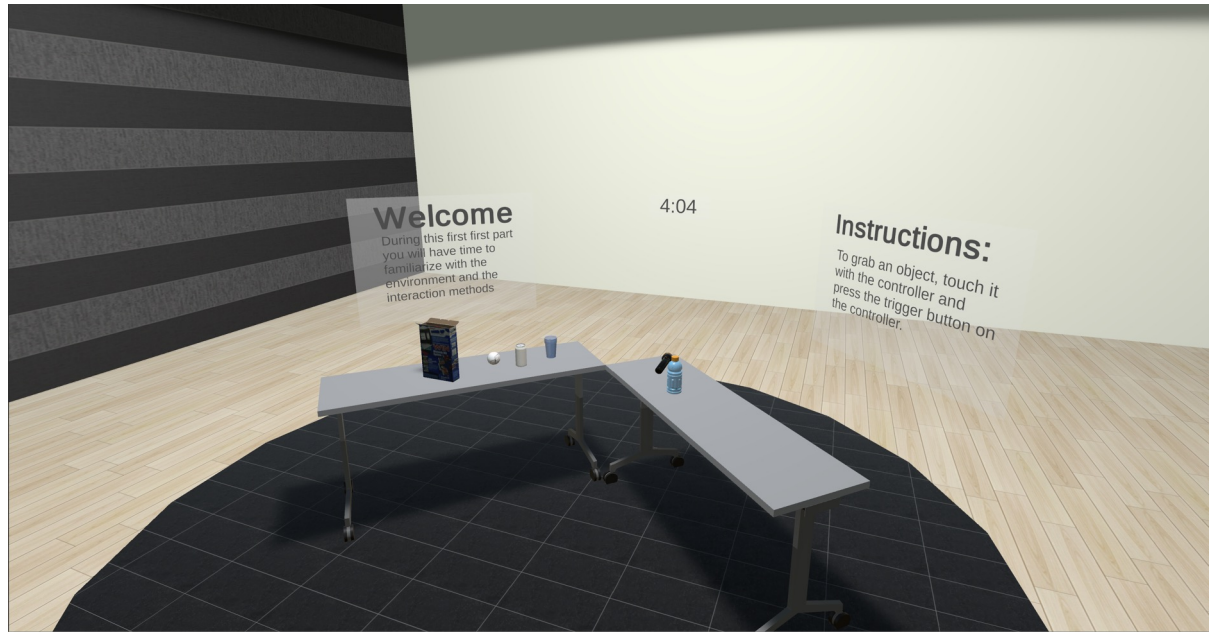 Welcome
During this first first part
you will have time to
familiarize with the
environment and the
interaction methods
4:04
Instructions:
To grab an object, touch it
with the controller and
press the trigger button on
the controller.